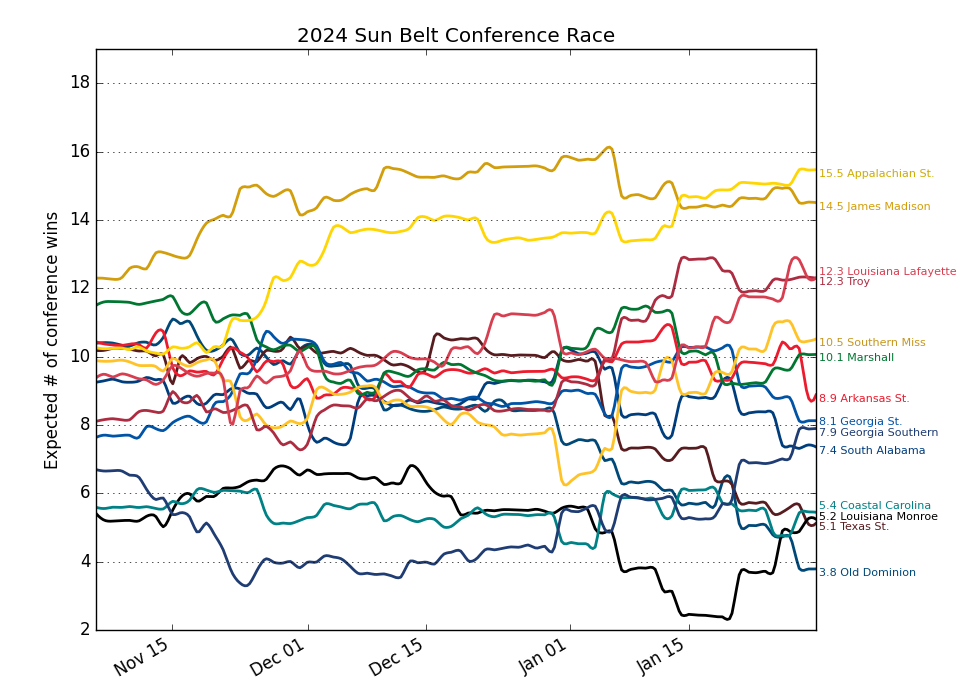 2024 Sun Belt Conference Race
Expected # of conference wins
18
16
14
12
10
8
6
4
2
Nov 15
Dec 01
Dec 15
Jan 01
Jan 15
15.5 Appalachian St.
14.5 James Madison
12.3 Louisiana Lafayette
12.3 Troy
10.5 Southern Miss
10.1 Marshall
8.9 Arkansas St.
8.1 Georgia St.
7.9 Georgia Southern
7.4 South Alabama
5.4 Coastal Carolina
5.2 Louisiana Monroe
5.1 Texas St.
3.8 Old Dominion